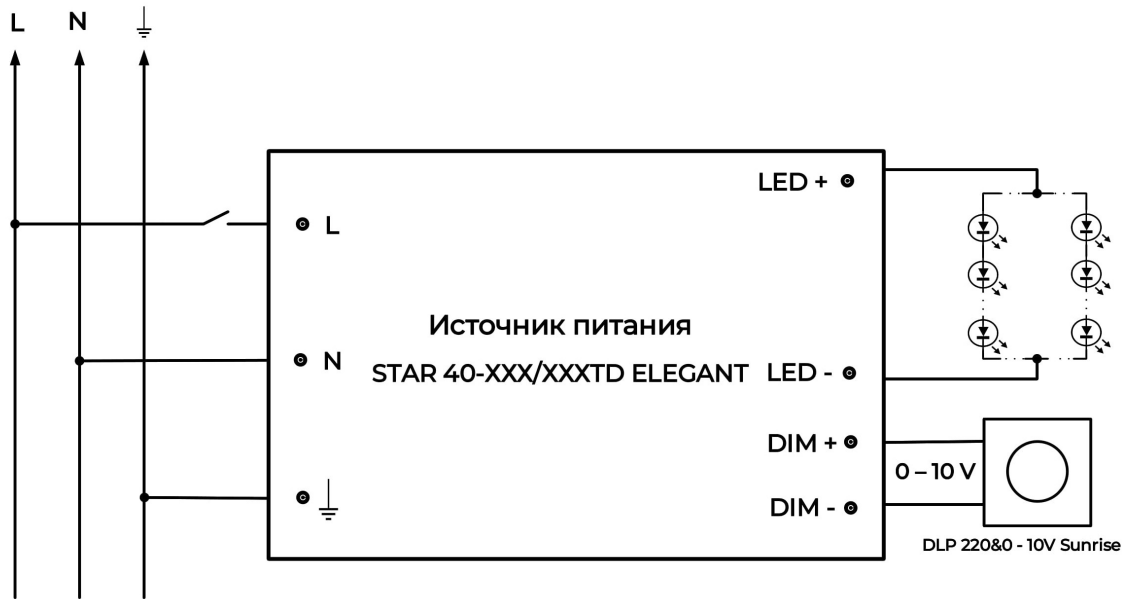 L N
LED +
L
Источник питания
N
STAR 40-XXX/XXXTD ELEGANT
LED -
DIM +
0 – 10 V
DIM -
DLP 220&0 - 10V Sunrise